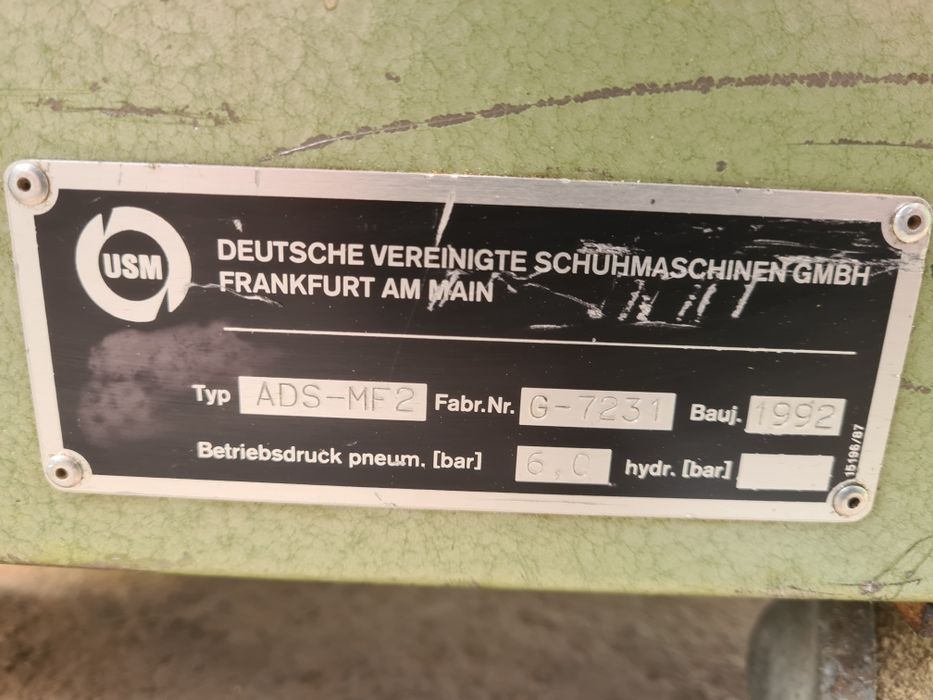 USM
DEUTSCHE VEREINIGTE SCHUHMASCHINEN GMBH
FRANKFURT AM MAIN
Typ ADS-MF2 Fabr.Nr. G-7231 Bauj. 1992
Betriebsdruck pneum. [bar] 6,0 hydr. [bar]
15196/87